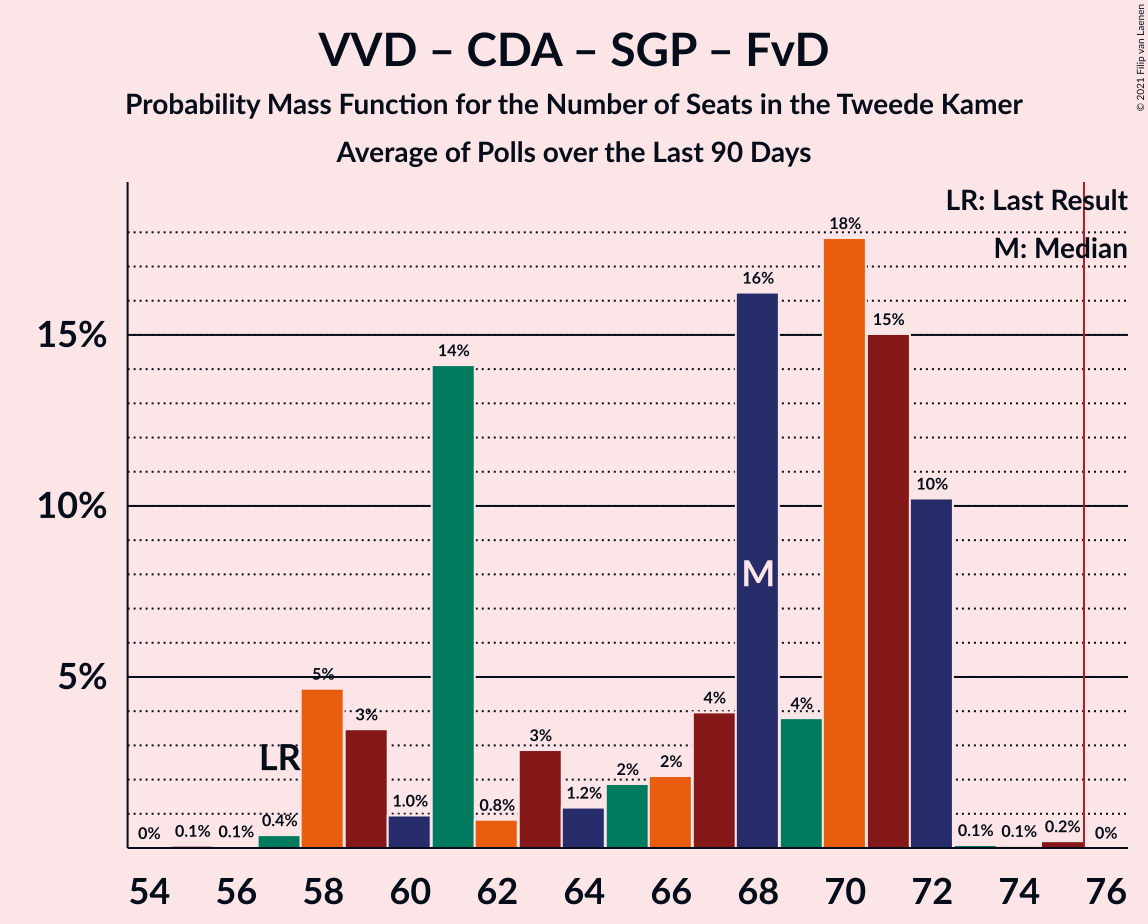 VVD – CDA – SGP – FvD
Probability Mass Function for the Number of Seats in the Tweede Kamer
Average of Polls over the Last 90 Days
© 2021 Filip van Laenen
LR: Last Result
M: Median
15%
10%
5%
0% 0.1% 0.1% 0.4% 5% 3% 1.0% 14% 0.8% 3% 1.2% 2% 2% 4% 16% 4% 18% 15% 10% 0.1% 0.1% 0.2% 0%
LR
M
54 56 58 60 62 64 66 68 70 72 74 76